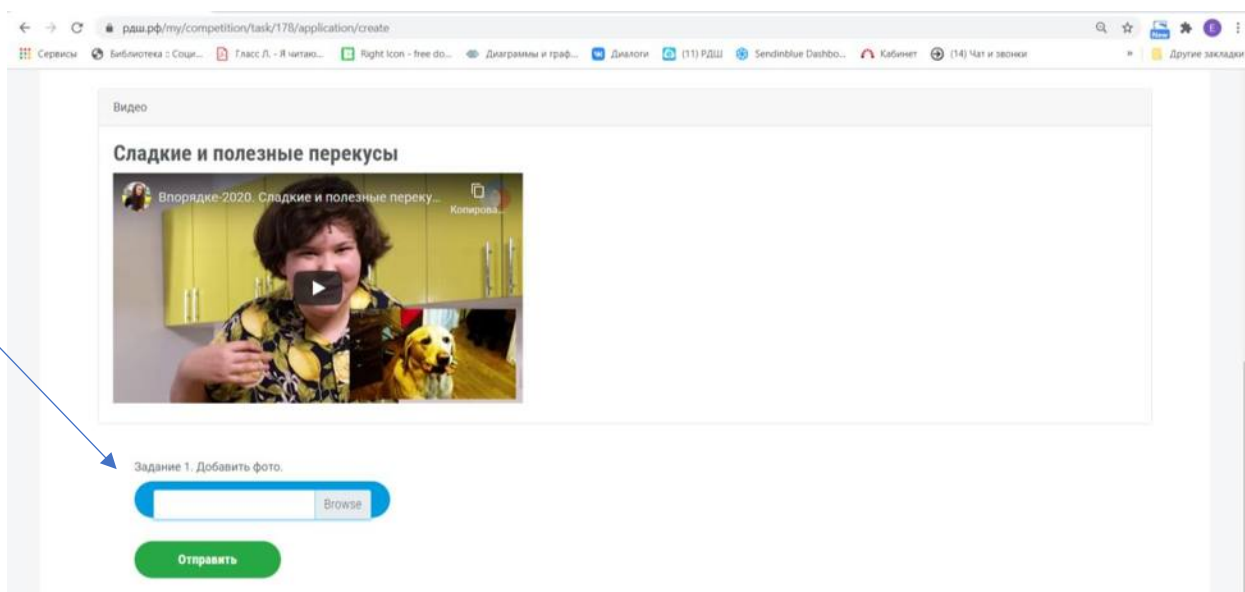 рдш.рф/my/competition/task/178/application/create
Сервисы Библиотека :: Соци... Гласс Л. - Я читаю... Right Icon - free do... Диаграммы и граф... Диалоги (11) РДШ Sendinblue Dashbo... Кабинет (14) Чат и звонки » Другие закладки
New
E
Видео
Сладкие и полезные перекусы
Впорядке-2020. Сладкие и полезные переку...
Копирова...
Задание 1. Добавить фото.
Browse
Отправить